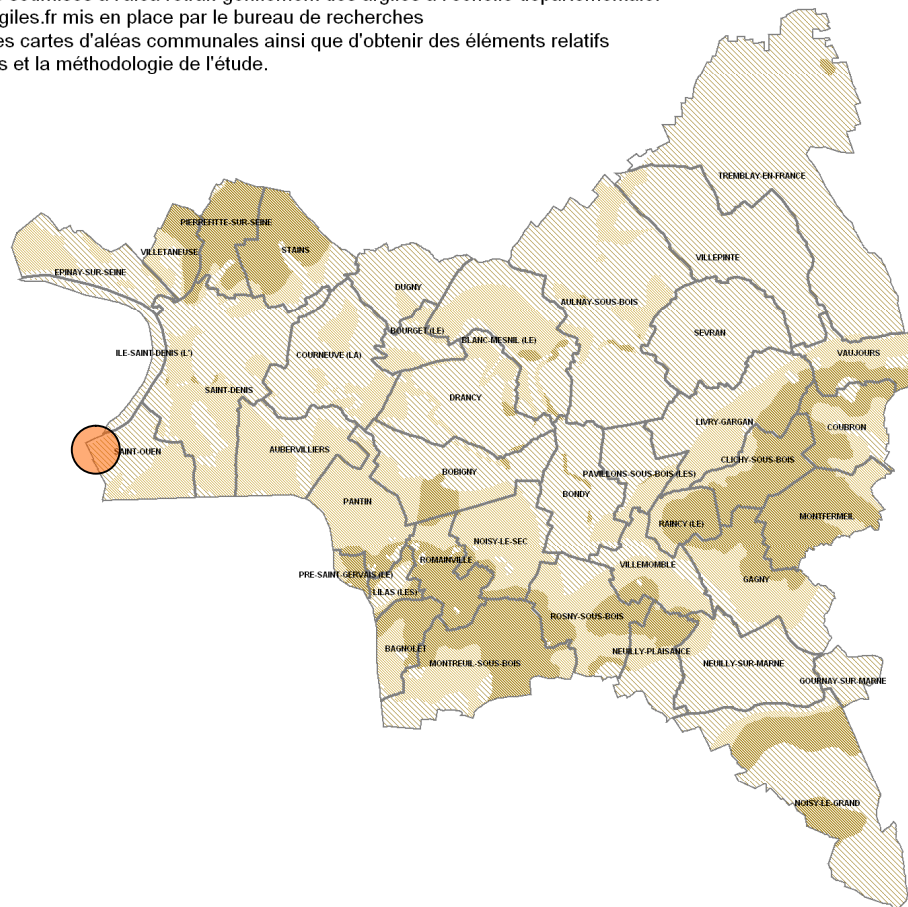 giles.fr mis en place par le bureau de recherches
es cartes d'aléas communales ainsi que d'obtenir des éléments relatifs
s et la méthodologie de l'étude.
TREMBLAY-EN-FRANCE
PIERREFITTE-SUR-SEINE
VILLETANEUSE
STAINS
EPINAY-SUR-SEINE
VILLEPINTE
DUGNY
AULNAY-SOUS-BOIS
BOURGET (LE)
SEVRAN
BLANC-MESNIL (LE)
ILE-SAINT-DENIS (L')
COURNEUVE (LA)
VAUJOURS
SAINT-DENIS
DRANCY
LIVRY-GARGAN
COUBRON
SAINT-OUEN
AUBERVILLIERS
CLICHY-SOUS-BOIS
BOBIGNY
PAVILLONS-SOUS-BOIS (LES)
BONDY
PANTIN
MONTFERMEIL
RAINCY (LE)
NOISY-LE-SEC
ROMAINVILLE
VILLEMOMBLE
PRE-SAINT-GERVAIS (LE)
GAGNY
LILAS (LES)
ROSNY-SOUS-BOIS
BAGNOLET
NEUILLY-PLAISANCE
MONTREUIL-SOUS-BOIS
NEUILLY-SUR-MARNE
GOURNAY-SUR-MARNE
NOISY-LE-GRAND